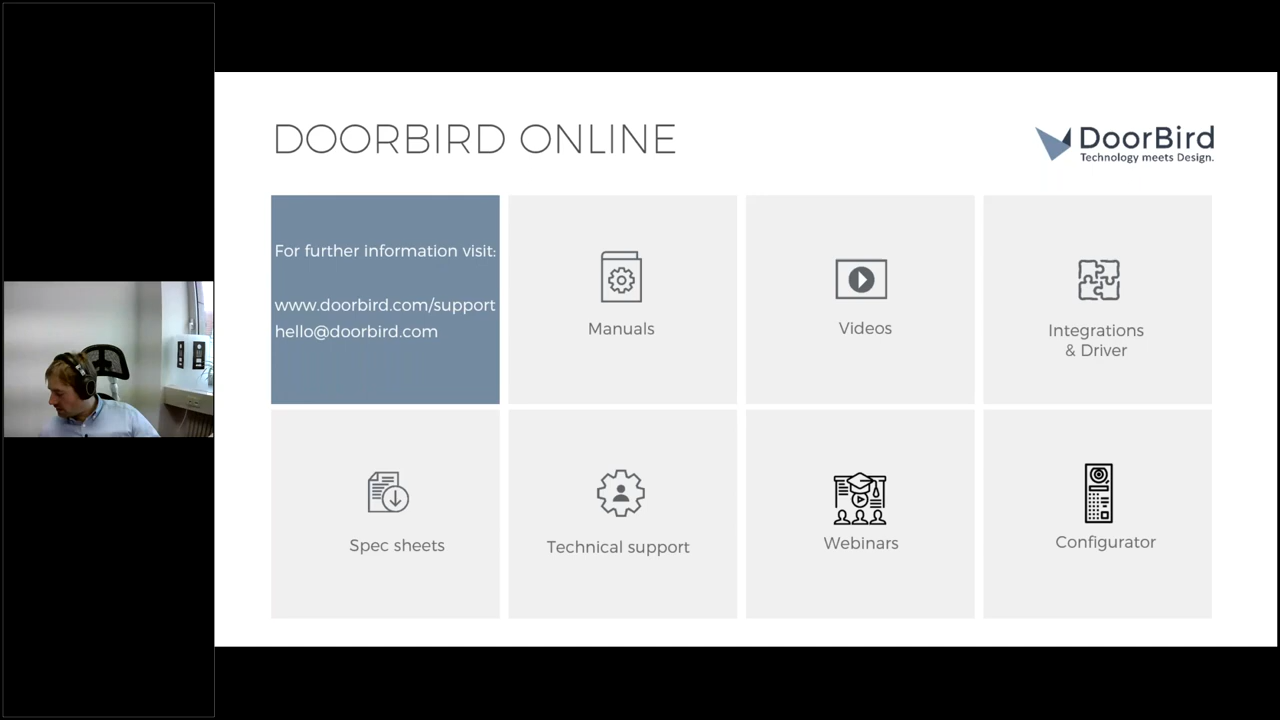 DOORBIRD ONLINE
DoorBird
Technology meets Design.
For further information visit:
www.doorbird.com/support
hello@doorbird.com
Manuals
Videos
Integrations
& Driver
Spec sheets
Technical support
Webinars
Configurator